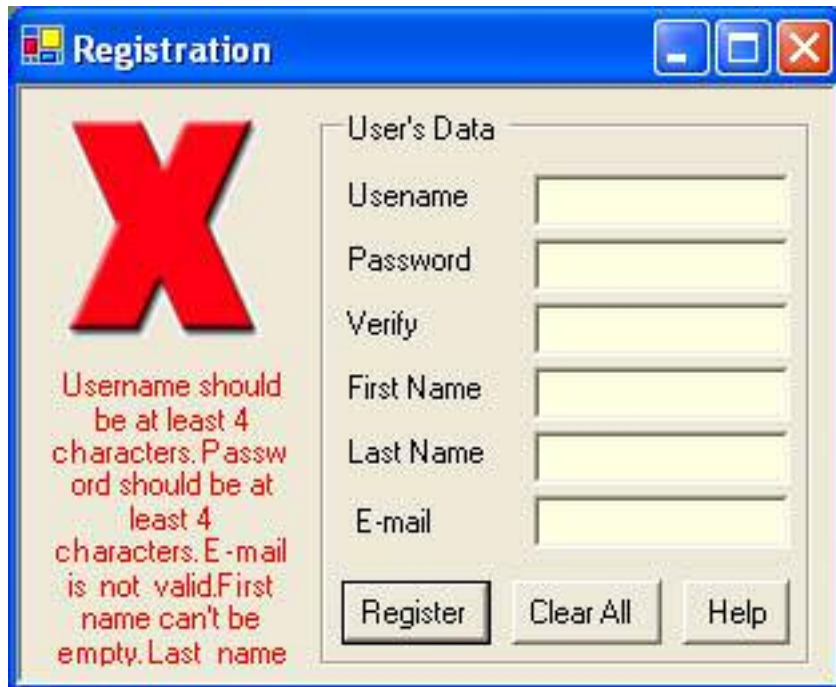 Registration
User's Data
Usename
Password
Verify
First Name
Last Name
E-mail
Register
Clear All
Help
Username should
be at least 4
characters.Passw
ord should be at
least 4
characters.E-mail
is not valid.First
name can't be
empty.Last name